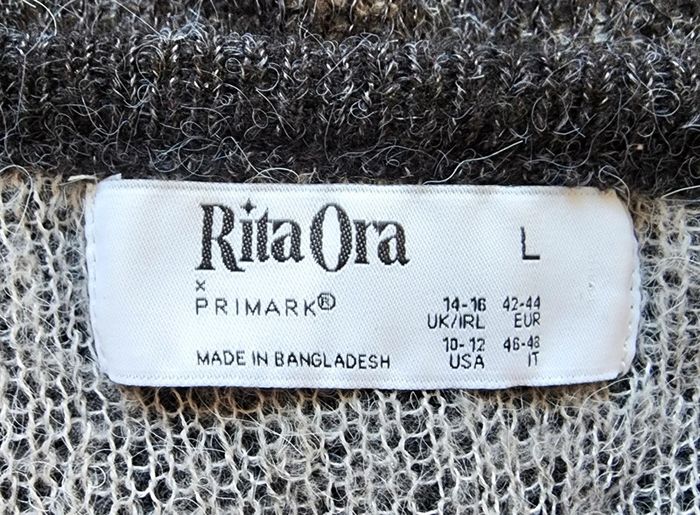 Rita Ora L
x
PRIMARK®
14-16 42-44
UK/IRL EUR
10-12 46-48
USA IT
MADE IN BANGLADESH